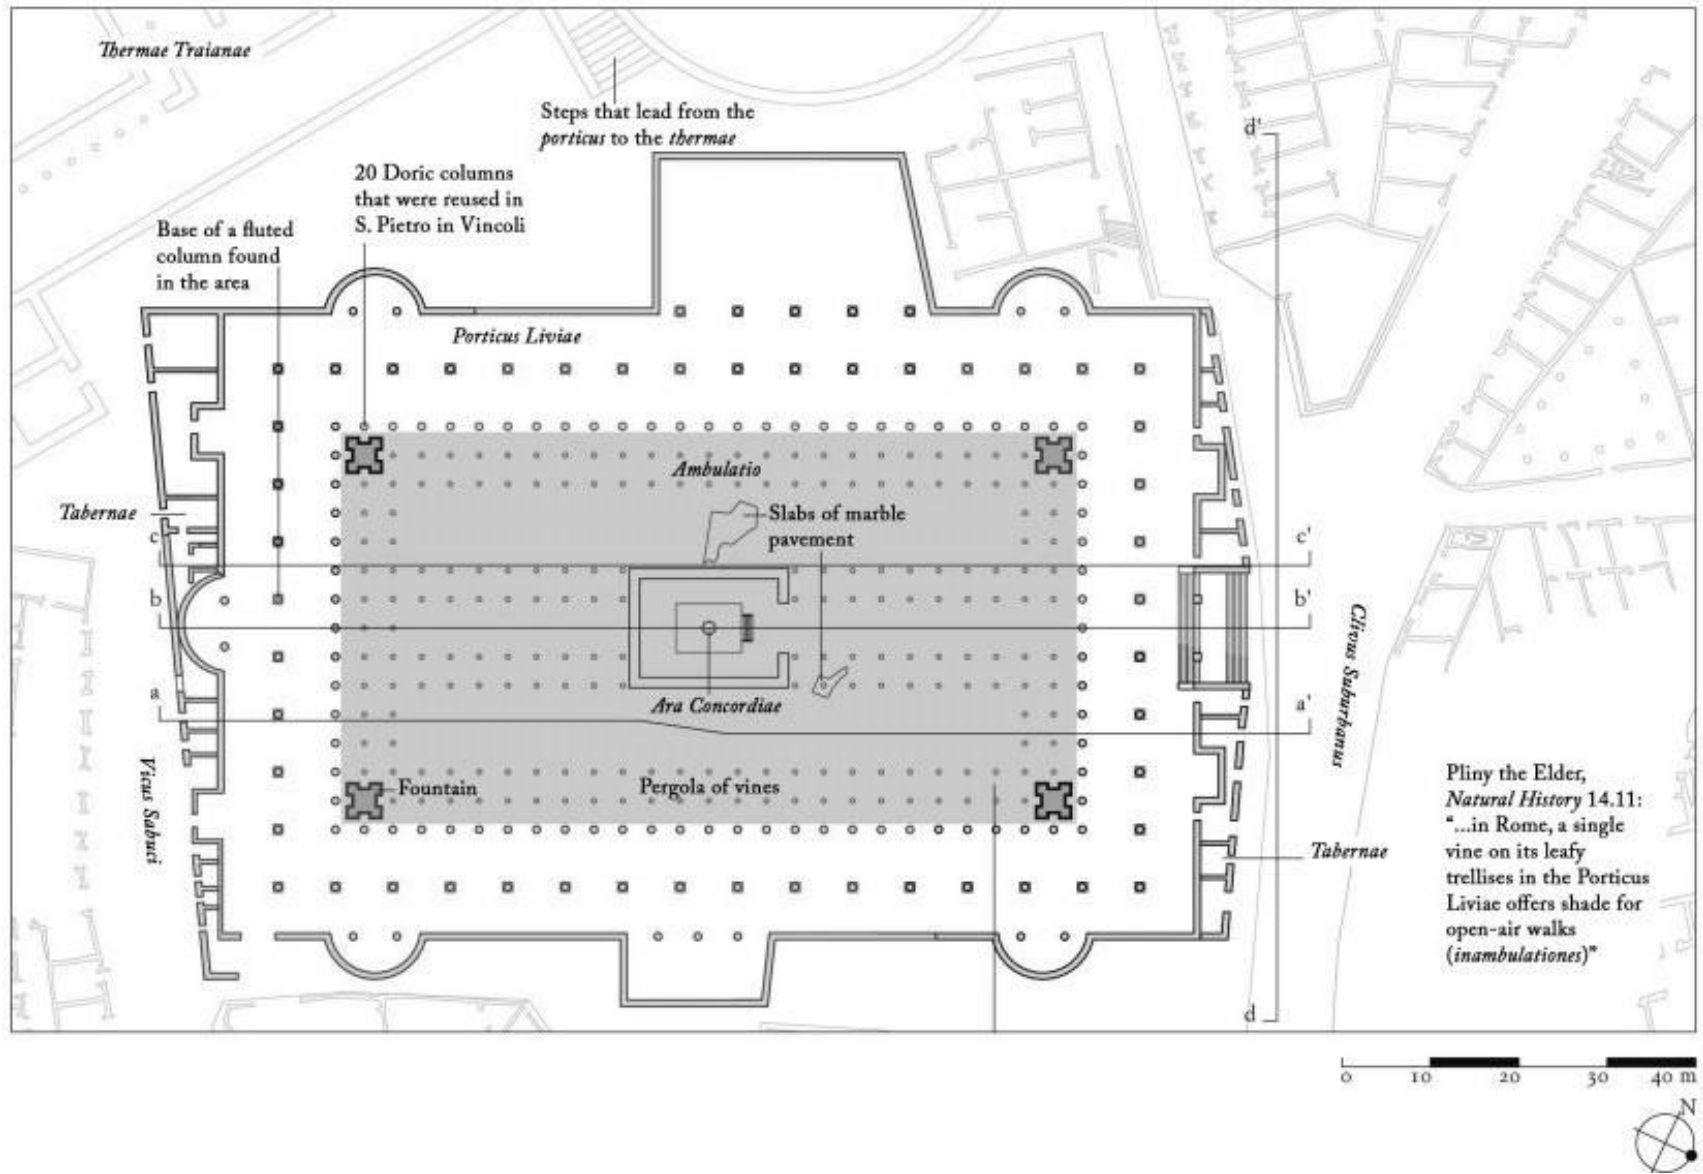 Thermae Traianae
Steps that lead from the
porticus to the thermae
d'
20 Doric columns
that were reused in
S. Pietro in Vincoli
Base of a fluted
column found
in the area
Porticus Liviae
Ambulatio
Tabernae
Slabs of marble
pavement
c
c'
b
b'
a
a'
Ara Concordiae
Clivus Suburbanus
Vicus Sabuci
Fountain
Pergola of vines
Tabernae
Pliny the Elder,
Natural History 14.11:
“...in Rome, a single
vine on its leafy
trellises in the Porticus
Liviae offers shade for
open-air walks
(inambulationes)”
d
0 10 20 30 40 m
N